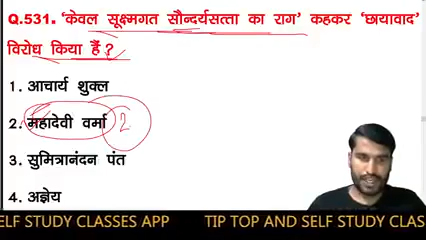 Q.531. 'केवल सूक्ष्मगत सौन्दर्यसत्ता का राग' कहकर 'छायावाद'
विरोध किया हैं?
1. आचार्य शुक्ल
2. महादेवी वर्मा 2
3. सुमित्रानंदन पंत
4. अज्ञेय
SELF STUDY CLASSES APP TIP TOP AND SELF STUDY CLAS